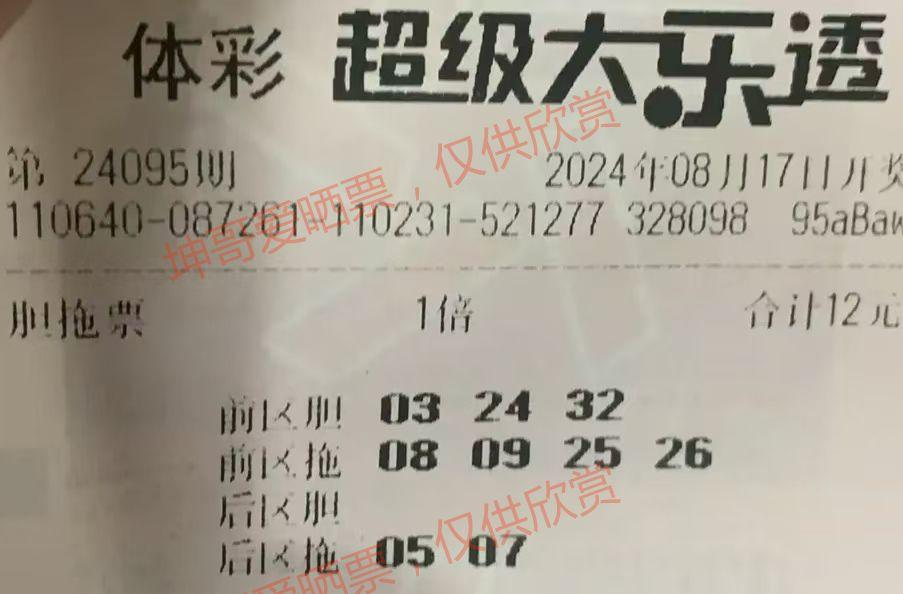 体彩 超级大乐透
第 24095期 2024年08月17日开奖
110640-087261-110231-521277 328098 95aBaw
胆拖票 1倍 合计12元
前区胆 03 24 32
前区拖 08 09 25 26
后区胆
后区拖 05 07
坤哥爱晒票，仅供欣赏
坤哥爱晒票，仅供欣赏